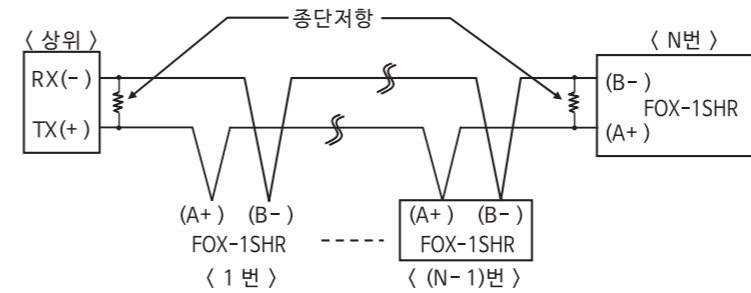 종단저항
〈 상위 〉
〈 N번 〉
RX(-)
TX(+)
(B-)
FOX-1SHR
(A+)
(A+) (B-)
FOX-1SHR
〈 1 번 〉
(A+) (B-)
FOX-1SHR
〈 (N-1)번 〉